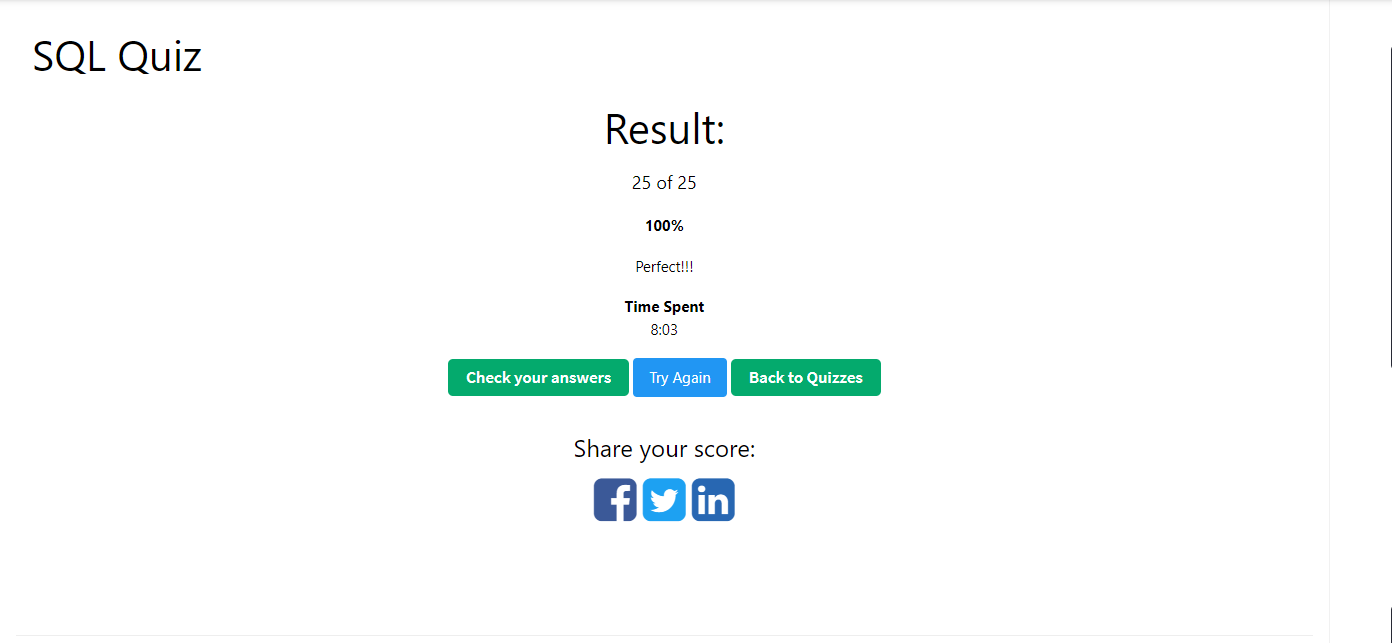 SQL Quiz
Result:
25 of 25
100%
Perfect!!!
Time Spent
8:03
Check your answers Try Again Back to Quizzes
Share your score: